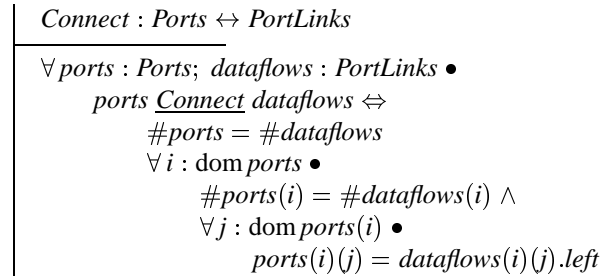 Connect : Ports ↔ PortLinks
∀ ports : Ports; dataflows : PortLinks •
ports Connect dataflows ⇔
#ports = #dataflows
∀ i : dom ports •
#ports(i) = #dataflows(i) ∧
∀ j : dom ports(i) •
ports(i)(j) = dataflows(i)(j).left